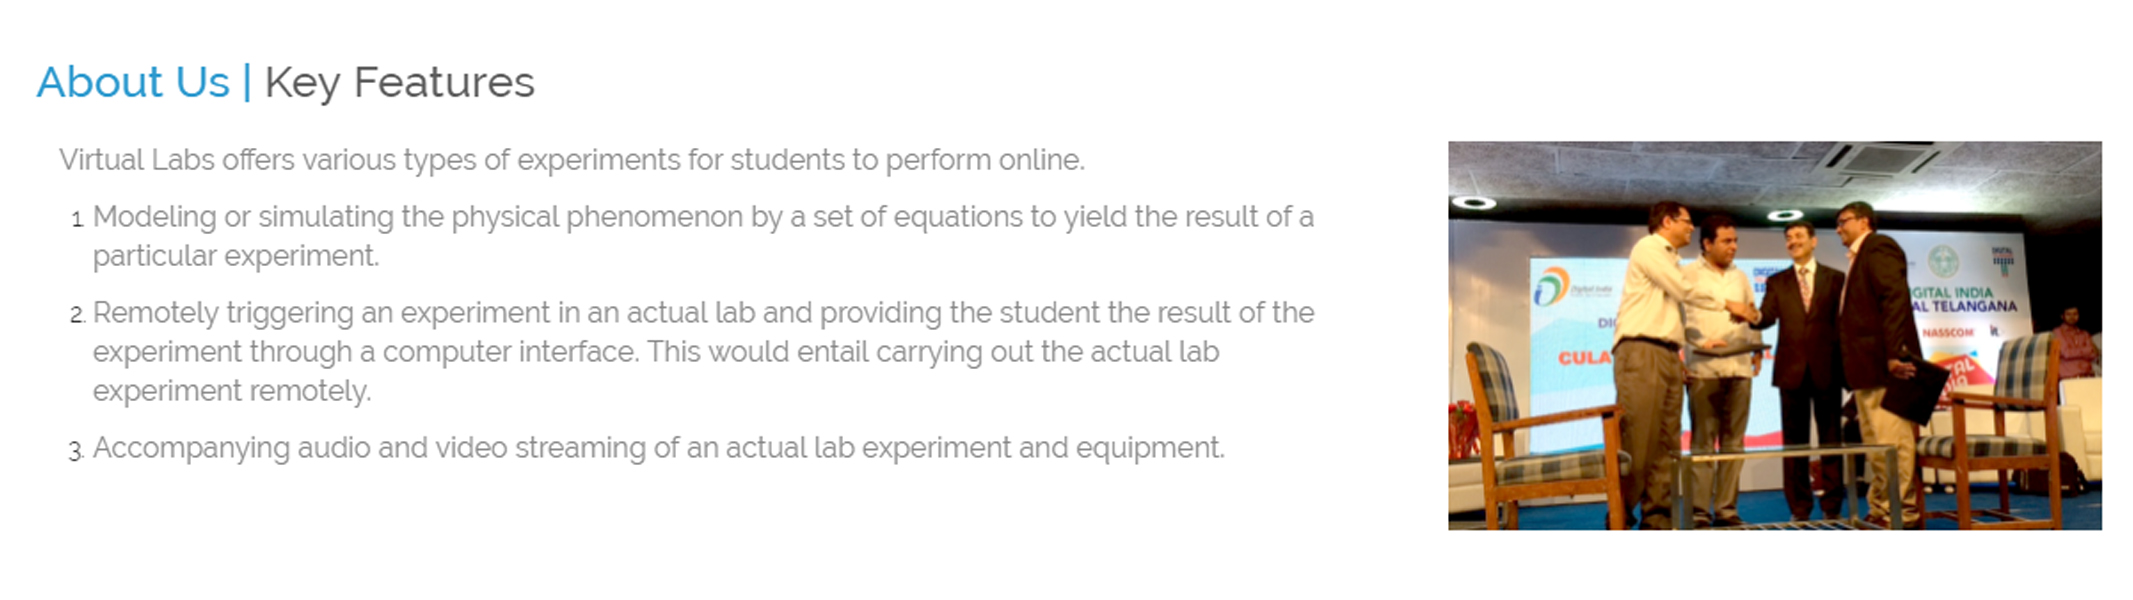 About Us | Key Features
Virtual Labs offers various types of experiments for students to perform online.
1. Modeling or simulating the physical phenomenon by a set of equations to yield the result of a
particular experiment.
2. Remotely triggering an experiment in an actual lab and providing the student the result of the
experiment through a computer interface. This would entail carrying out the actual lab
experiment remotely.
3. Accompanying audio and video streaming of an actual lab experiment and equipment.
Digital India
DIGITAL
IGITAL INDIA
AL TELANGANA
NASSCOM
CULA